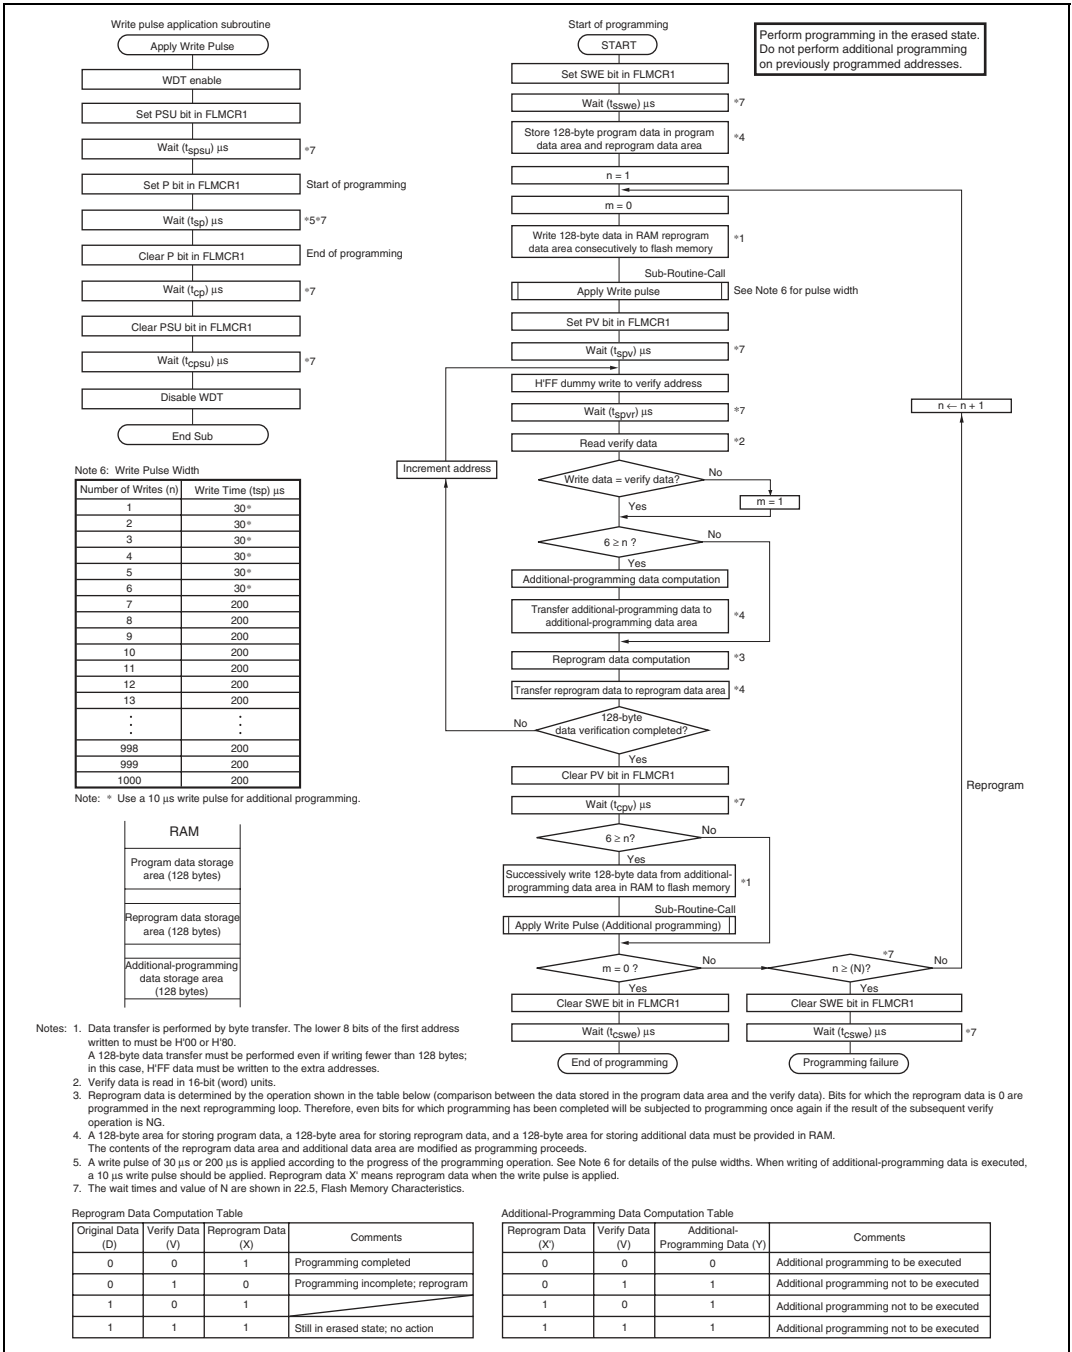 Write pulse application subroutine
Apply Write Pulse
WDT enable
Set PSU bit in FLMCR1
Wait (tspsu) µs
*7
Set P bit in FLMCR1
Start of programming
Wait (tsp) µs
*5*7
Clear P bit in FLMCR1
End of programming
Wait (tcp) µs
*7
Clear PSU bit in FLMCR1
Wait (tcpsu) µs
*7
Disable WDT
End Sub
Note 6: Write Pulse Width
Number of Writes (n) Write Time (tsp) µs
1 30*
2 30*
3 30*
4 30*
5 30*
6 30*
7 200
8 200
9 200
10 200
11 200
12 200
13 200
⋮ ⋮
998 200
999 200
1000 200
Note: * Use a 10 µs write pulse for additional programming.
RAM
Program data storage
area (128 bytes)
Reprogram data storage
area (128 bytes)
Additional-programming
data storage area
(128 bytes)
Start of programming
START
Perform programming in the erased state.
Do not perform additional programming
on previously programmed addresses.
Set SWE bit in FLMCR1
Wait (tsswe) µs
*7
Store 128-byte program data in program
data area and reprogram data area
*4
n = 1
m = 0
Write 128-byte data in RAM reprogram
data area consecutively to flash memory
*1
Sub-Routine-Call
Apply Write pulse
See Note 6 for pulse width
Set PV bit in FLMCR1
Wait (tspv) µs
*7
H'FF dummy write to verify address
Wait (tspvr) µs
*7
n ← n + 1
Read verify data
*2
Increment address
Write data = verify data?
No
m = 1
Yes
6 ≥ n ?
No
Yes
Additional-programming data computation
Transfer additional-programming data to
additional-programming data area
*4
Reprogram data computation
*3
Transfer reprogram data to reprogram data area
*4
128-byte
data verification completed?
No
Yes
Clear PV bit in FLMCR1
Reprogram
Wait (tcpv) µs
*7
6 ≥ n?
No
Yes
Successively write 128-byte data from additional-
programming data area in RAM to flash memory
*1
Sub-Routine-Call
Apply Write Pulse (Additional programming)
m = 0 ?
No
*7
n ≥ (N)?
No
Yes
Yes
Clear SWE bit in FLMCR1
Clear SWE bit in FLMCR1
Wait (tcswe) µs
Wait (tcswe) µs
*7
End of programming
Programming failure
Notes: 1. Data transfer is performed by byte transfer. The lower 8 bits of the first address
written to must be H'00 or H'80.
A 128-byte data transfer must be performed even if writing fewer than 128 bytes;
in this case, H'FF data must be written to the extra addresses.
2. Verify data is read in 16-bit (word) units.
3. Reprogram data is determined by the operation shown in the table below (comparison between the data stored in the program data area and the verify data). Bits for which the reprogram data is 0 are
programmed in the next reprogramming loop. Therefore, even bits for which programming has been completed will be subjected to programming once again if the result of the subsequent verify
operation is NG.
4. A 128-byte area for storing program data, a 128-byte area for storing reprogram data, and a 128-byte area for storing additional data must be provided in RAM.
The contents of the reprogram data area and additional data area are modified as programming proceeds.
5. A write pulse of 30 µs or 200 µs is applied according to the progress of the programming operation. See Note 6 for details of the pulse widths. When writing of additional-programming data is executed,
a 10 µs write pulse should be applied. Reprogram data X' means reprogram data when the write pulse is applied.
7. The wait times and value of N are shown in 22.5, Flash Memory Characteristics.
Reprogram Data Computation Table
Original Data (D) Verify Data (V) Reprogram Data (X) Comments
0 0 1 Programming completed
0 1 0 Programming incomplete; reprogram
1 0 1
1 1 1 Still in erased state; no action
Additional-Programming Data Computation Table
Reprogram Data (X') Verify Data (V) Additional-Programming Data (Y) Comments
0 0 0 Additional programming to be executed
0 1 1 Additional programming not to be executed
1 0 1 Additional programming not to be executed
1 1 1 Additional programming not to be executed